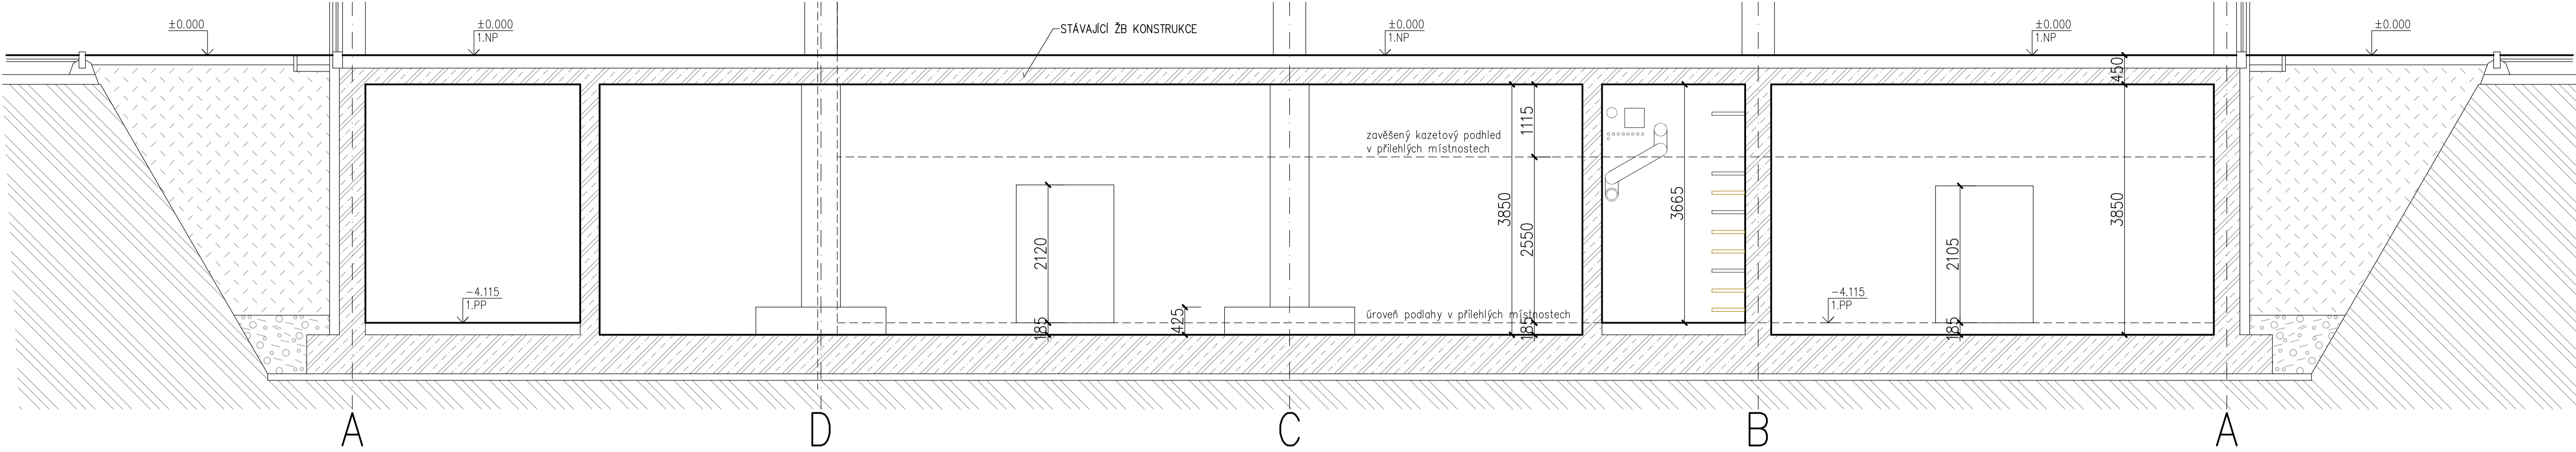 ±0.000
±0.000
1.NP
STÁVAJÍCÍ ŽB KONSTRUKCE
±0.000
1.NP
±0.000
1.NP
±0.000
450
1115
zavěšený kazetový podhled
v přilehlých místnostech
3850
2550
3665
3850
2120
2105
-4.115
1.PP
-4.115
1.PP
425
úroveň podlahy v přilehlých místnostech
185
185
185
A
D
C
B
A